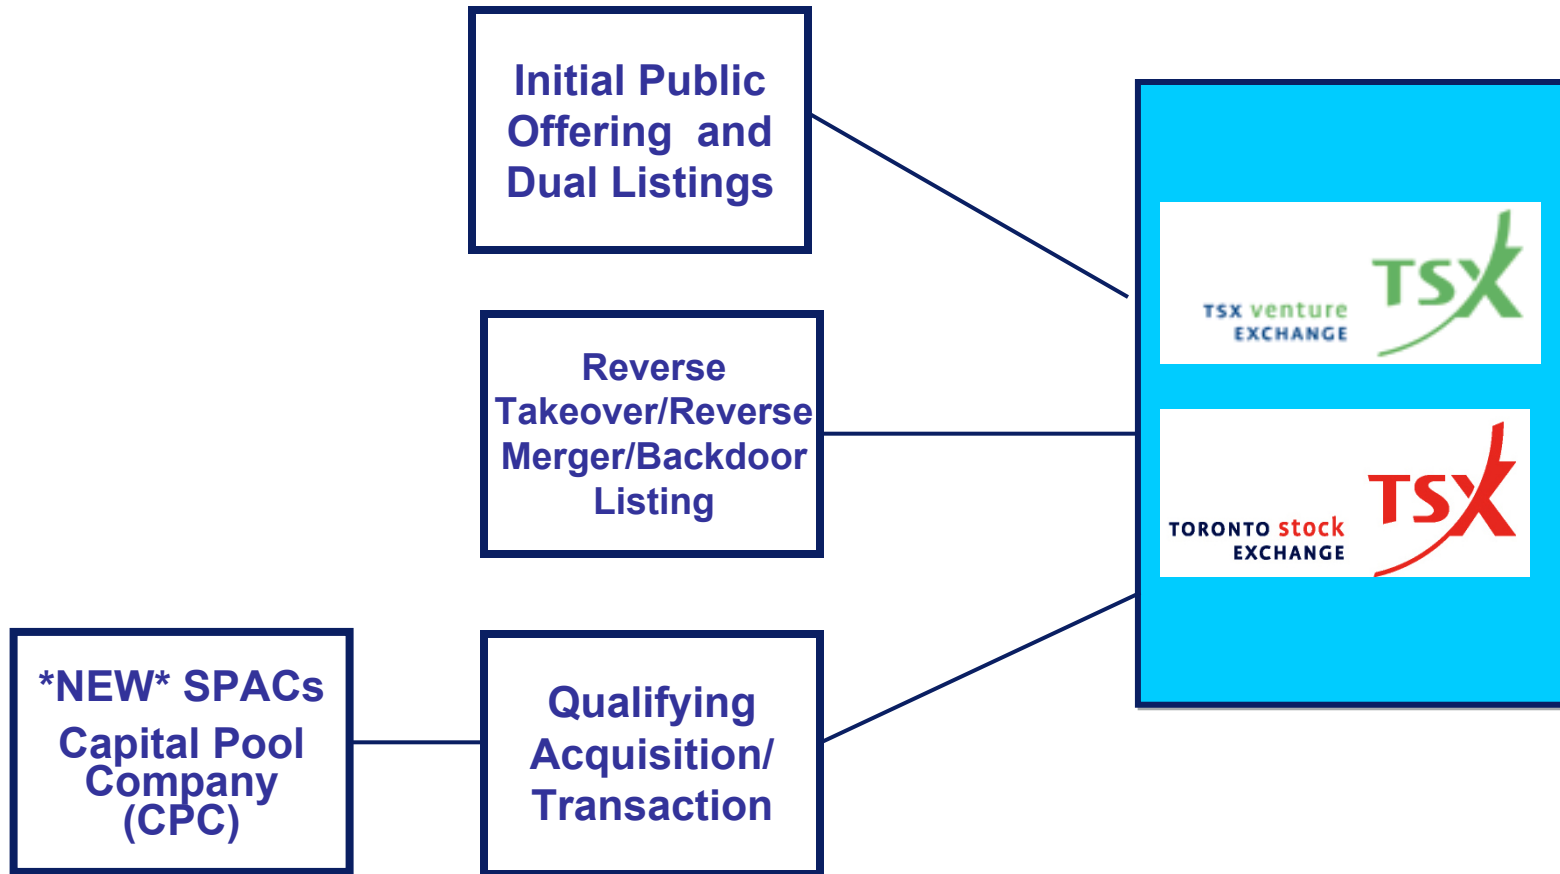 Initial Public
Offering and
Dual Listings
Reverse
Takeover/Reverse
Merger/Backdoor
Listing
*NEW* SPACs
Capital Pool
Company
(CPC)
Qualifying
Acquisition/
Transaction
TSX venture
EXCHANGE
TSX
TORONTO stock
EXCHANGE
TSX